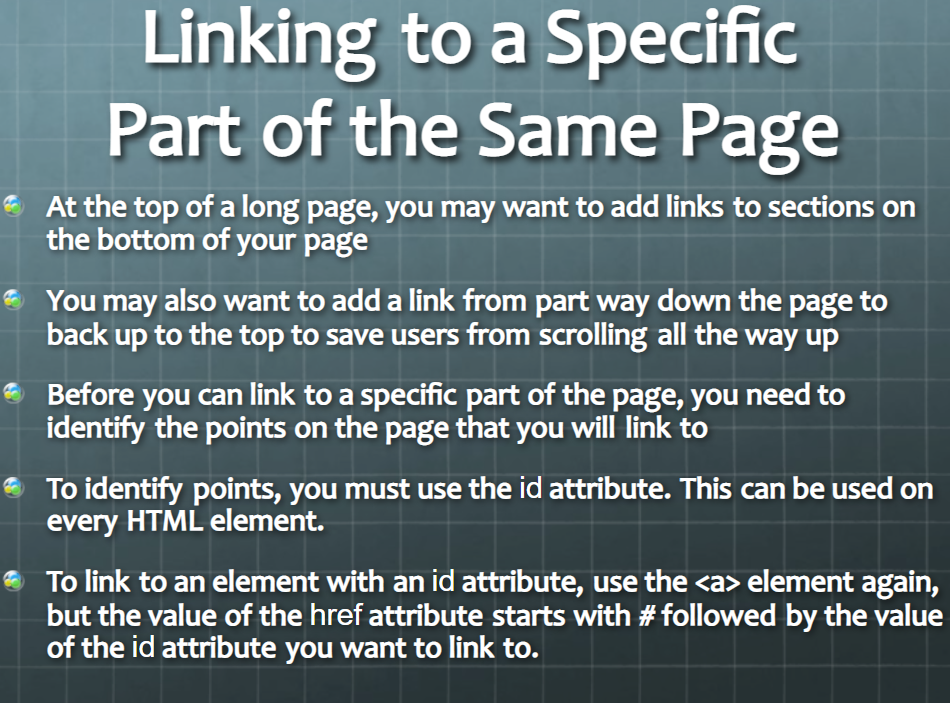 Linking to a Specific
Part of the Same Page
At the top of a long page, you may want to add links to sections on
the bottom of your page
You may also want to add a link from part way down the page to
back up to the top to save users from scrolling all the way up
Before you can link to a specific part of the page, you need to
identify the points on the page that you will link to
To identify points, you must use the id attribute. This can be used on
every HTML element.
To link to an element with an id attribute, use the <a> element again,
but the value of the href attribute starts with # followed by the value
of the id attribute you want to link to.